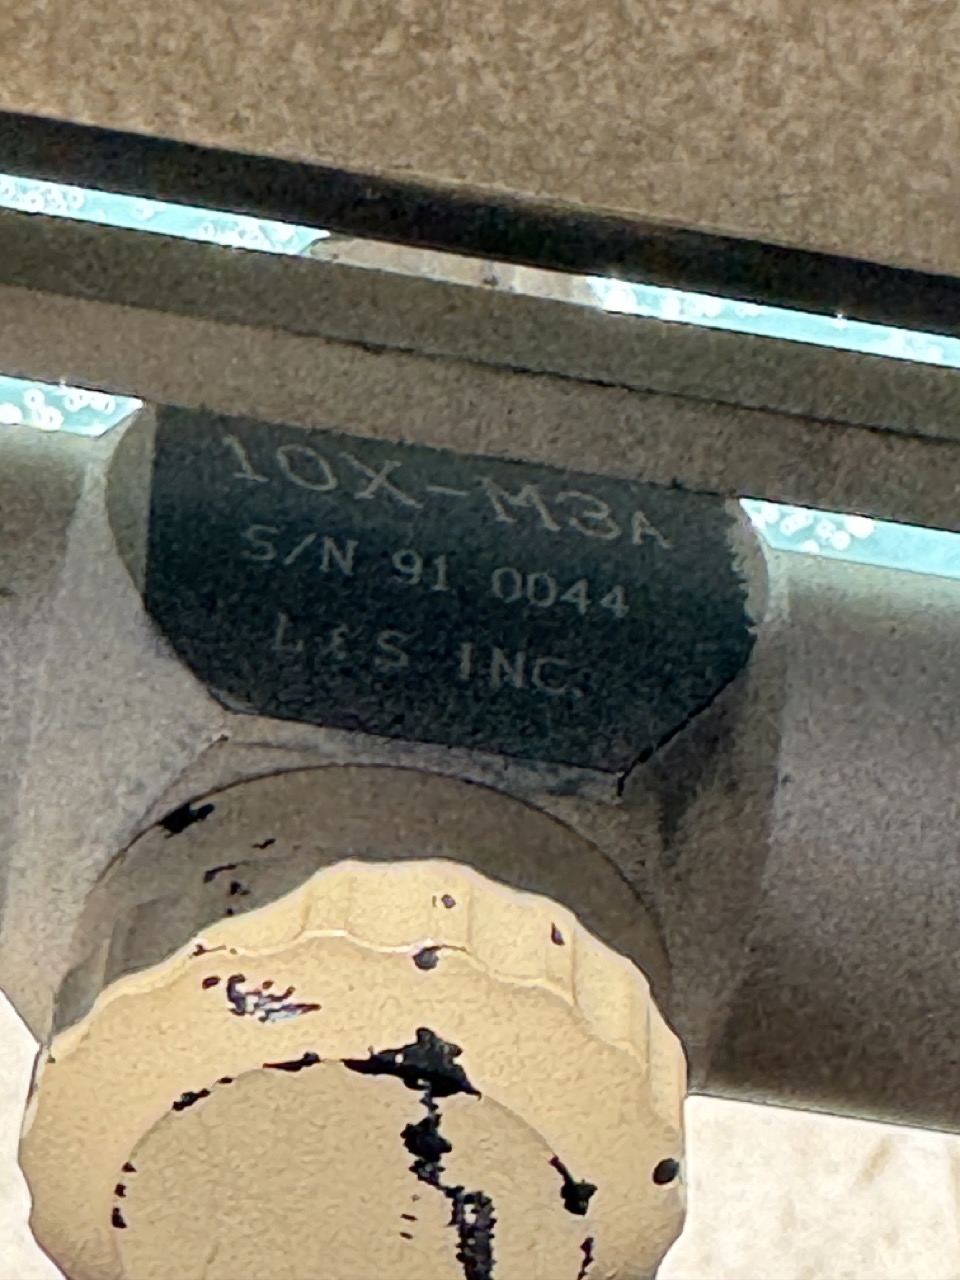 10X-M3A
S/N 91 0044
L&S INC.